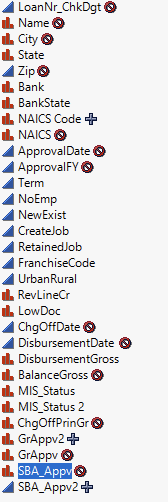 LoanNr_ChkDgt
Name
City
State
Zip
Bank
BankState
NAICS Code
NAICS
ApprovalDate
ApprovalFY
Term
NoEmp
NewExist
CreateJob
RetainedJob
FranchiseCode
UrbanRural
RevLineCr
LowDoc
ChgOffDate
DisbursementDate
DisbursementGross
BalanceGross
MIS_Status
MIS_Status 2
ChgOffPrinGr
GrAppv2
GrAppv
SBA_Appv
SBA_Appv2